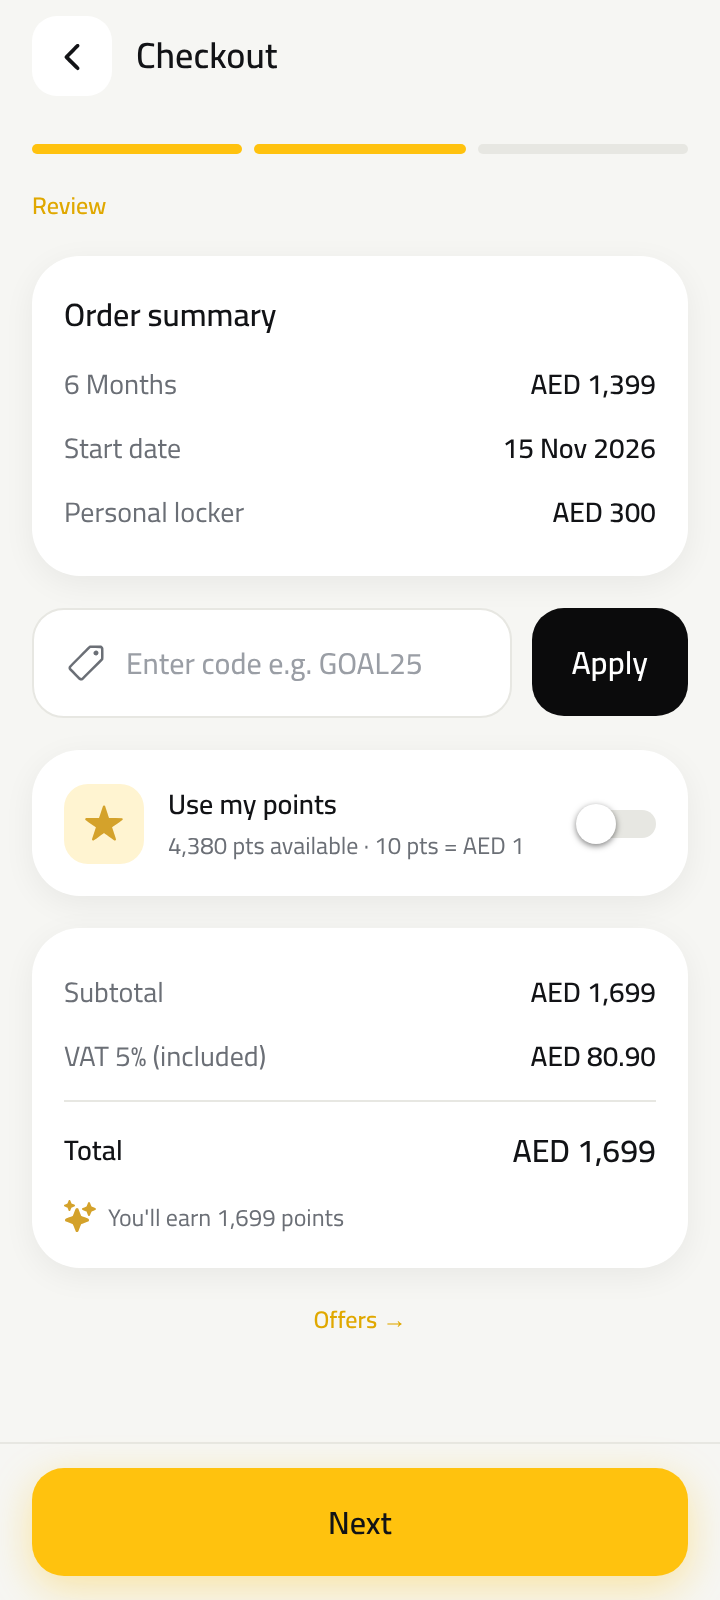 Checkout
Review
Order summary
6 Months AED 1,399
Start date 15 Nov 2026
Personal locker AED 300
Enter code e.g. GOAL25 Apply
Use my points
4,380 pts available · 10 pts = AED 1
Subtotal AED 1,699
VAT 5% (included) AED 80.90
Total AED 1,699
You'll earn 1,699 points
Offers →
Next